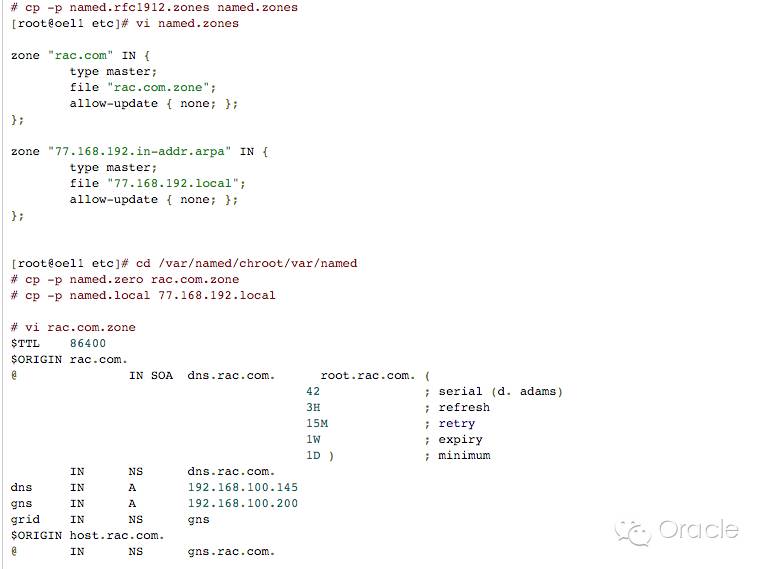 # cp -p named.rfc1912.zones named.zones
[root@oel1 etc]# vi named.zones
zone "rac.com" IN {
type master;
file "rac.com.zone";
allow-update { none; };
};
zone "77.168.192.in-addr.arpa" IN {
type master;
file "77.168.192.local";
allow-update { none; };
};
[root@oel1 etc]# cd /var/named/chroot/var/named
# cp -p named.zero rac.com.zone
# cp -p named.local 77.168.192.local
# vi rac.com.zone
$TTL 86400
$ORIGIN rac.com.
@ IN SOA dns.rac.com. root.rac.com. (
42 ; serial (d. adams)
3H ; refresh
15M ; retry
1W ; expiry
1D ) ; minimum
IN NS dns.rac.com.
dns IN A 192.168.100.145
gns IN A 192.168.100.200
grid IN NS gns
$ORIGIN host.rac.com.
@ IN NS gns.rac.com.
Oracle